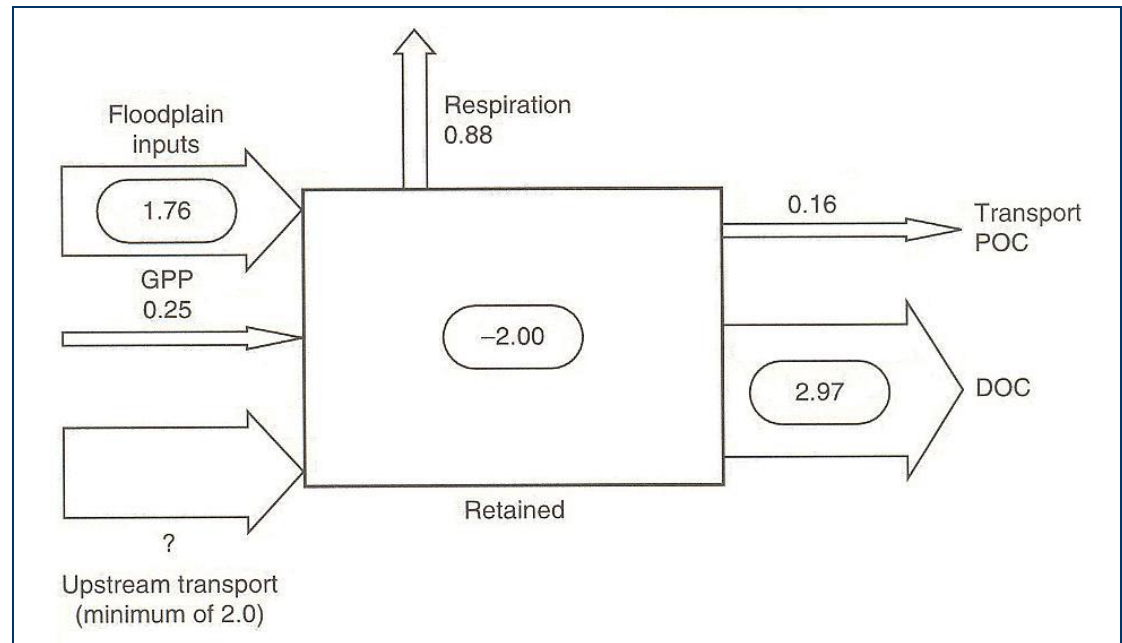 Respiration
0.88
Floodplain
inputs
1.76
GPP
0.25
?
Upstream transport
(minimum of 2.0)
−2.00
Retained
0.16
Transport
POC
2.97
DOC